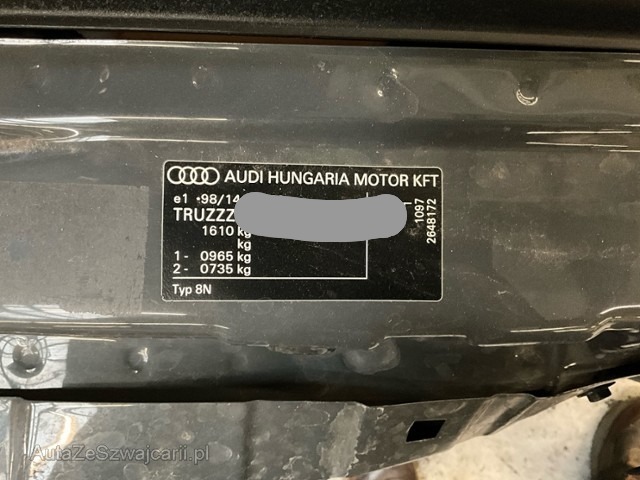 AUDI HUNGARIA MOTOR KFT
e1 *98/14
TRUZZZ
1610 kg
kg
1- 0965 kg
2- 0735 kg
Typ 8N
1097
2648172
AutaZeSzwajcarii.pl